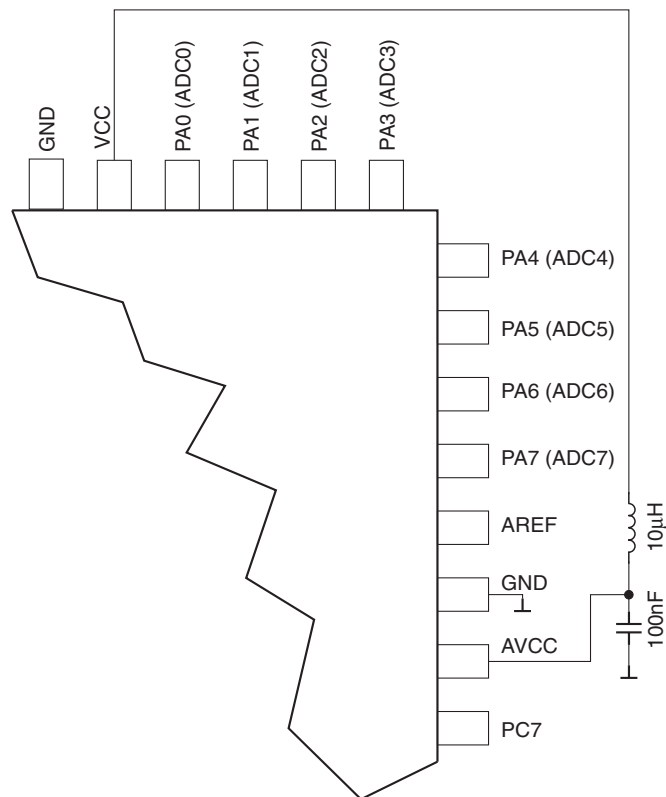 GND
VCC
PA0 (ADC0)
PA1 (ADC1)
PA2 (ADC2)
PA3 (ADC3)
PA4 (ADC4)
PA5 (ADC5)
PA6 (ADC6)
PA7 (ADC7)
AREF
10μH
GND
100nF
AVCC
PC7